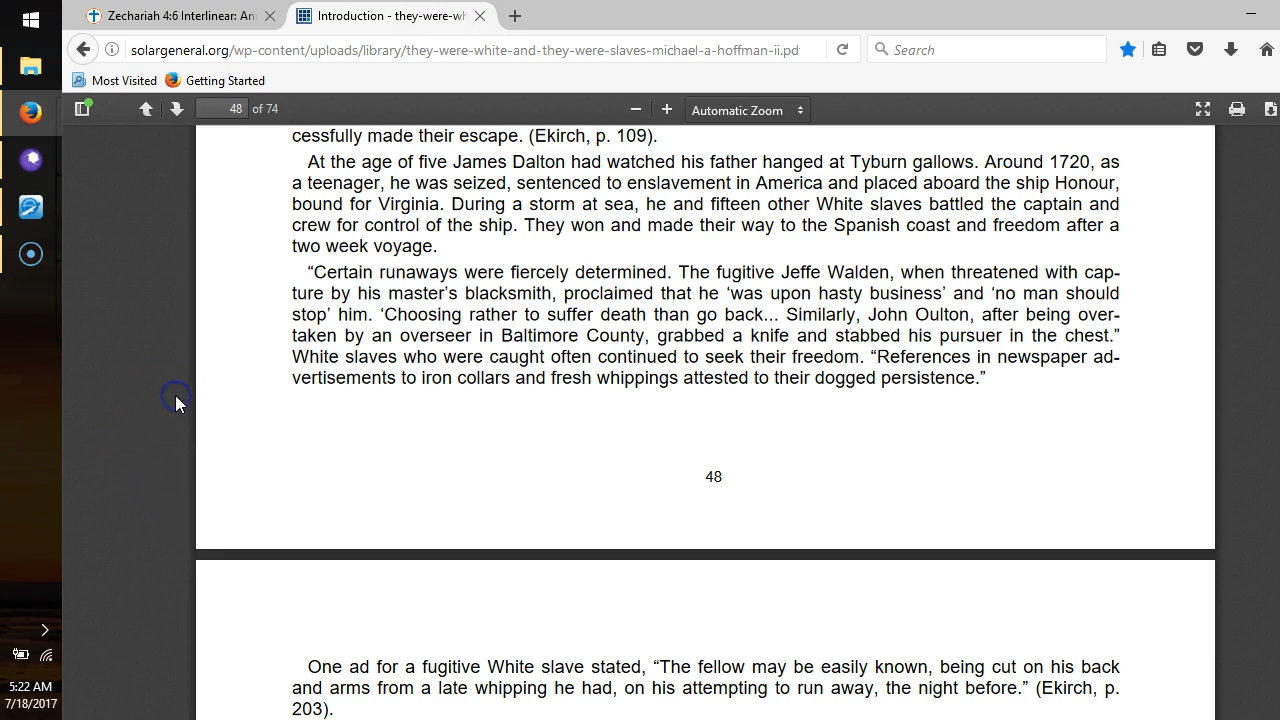 Zechariah 4:6 Interlinear: An
Introduction - they-were-wh
solargeneral.org/wp-content/uploads/library/they-were-white-and-they-were-slaves-michael-a-hoffman-ii.pd
Search
Most Visited
Getting Started
48 of 74
Automatic Zoom
cessfully made their escape. (Ekirch, p. 109).
At the age of five James Dalton had watched his father hanged at Tyburn gallows. Around 1720, as
a teenager, he was seized, sentenced to enslavement in America and placed aboard the ship Honour,
bound for Virginia. During a storm at sea, he and fifteen other White slaves battled the captain and
crew for control of the ship. They won and made their way to the Spanish coast and freedom after a
two week voyage.
“Certain runaways were fiercely determined. The fugitive Jeffe Walden, when threatened with cap-
ture by his master’s blacksmith, proclaimed that he ‘was upon hasty business’ and ‘no man should
stop’ him. ‘Choosing rather to suffer death than go back... Similarly, John Oulton, after being over-
taken by an overseer in Baltimore County, grabbed a knife and stabbed his pursuer in the chest.”
White slaves who were caught often continued to seek their freedom. “References in newspaper ad-
vertisements to iron collars and fresh whippings attested to their dogged persistence.”
48
One ad for a fugitive White slave stated, “The fellow may be easily known, being cut on his back
and arms from a late whipping he had, on his attempting to run away, the night before.” (Ekirch, p.
203).
5:22 AM
7/18/2017